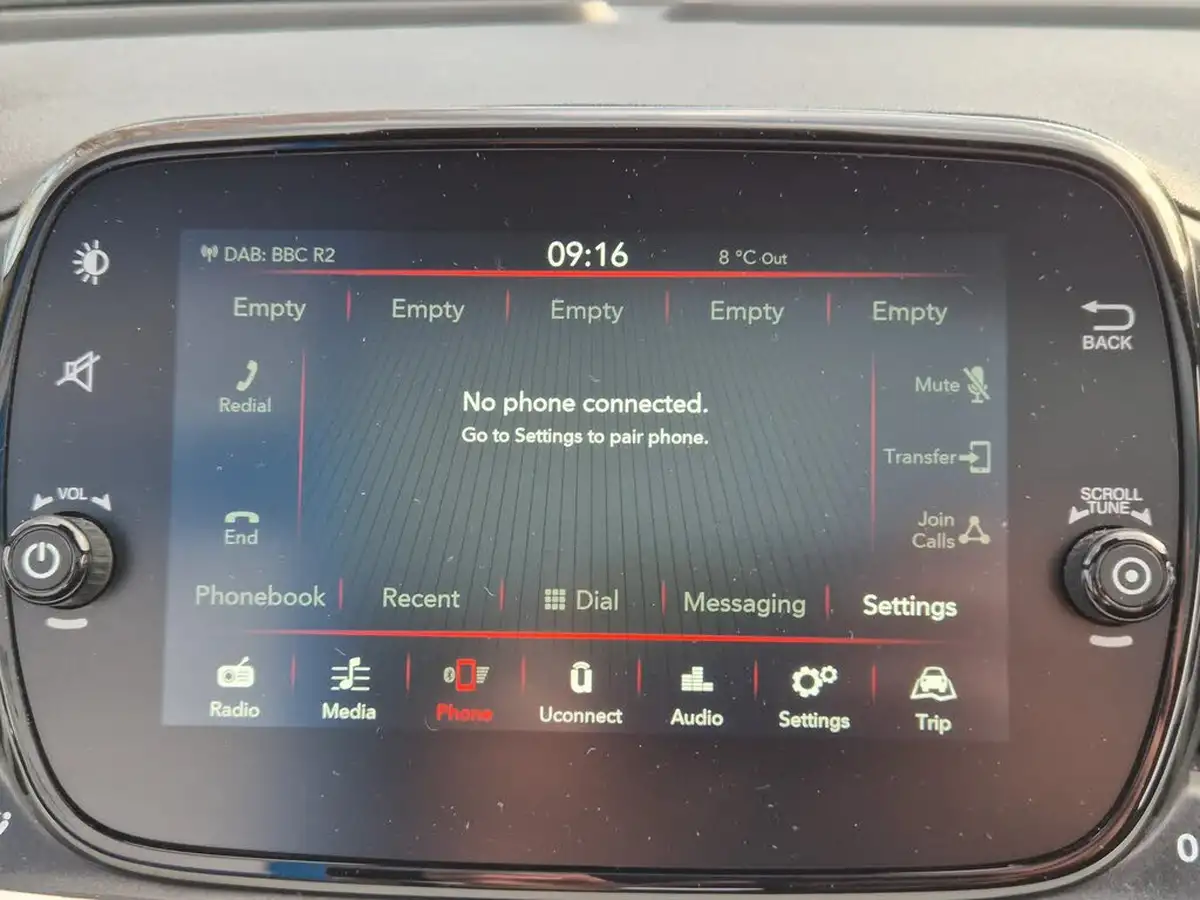 DAB: BBC R2 09:16 8 °C Out
Empty Empty Empty Empty Empty
BACK
Redial
Mute
No phone connected.
Go to Settings to pair phone.
Transfer
VOL
SCROLL
TUNE
End
Join
Calls
Phonebook Recent Dial Messaging Settings
Radio Media Phone Uconnect Audio Settings Trip
0